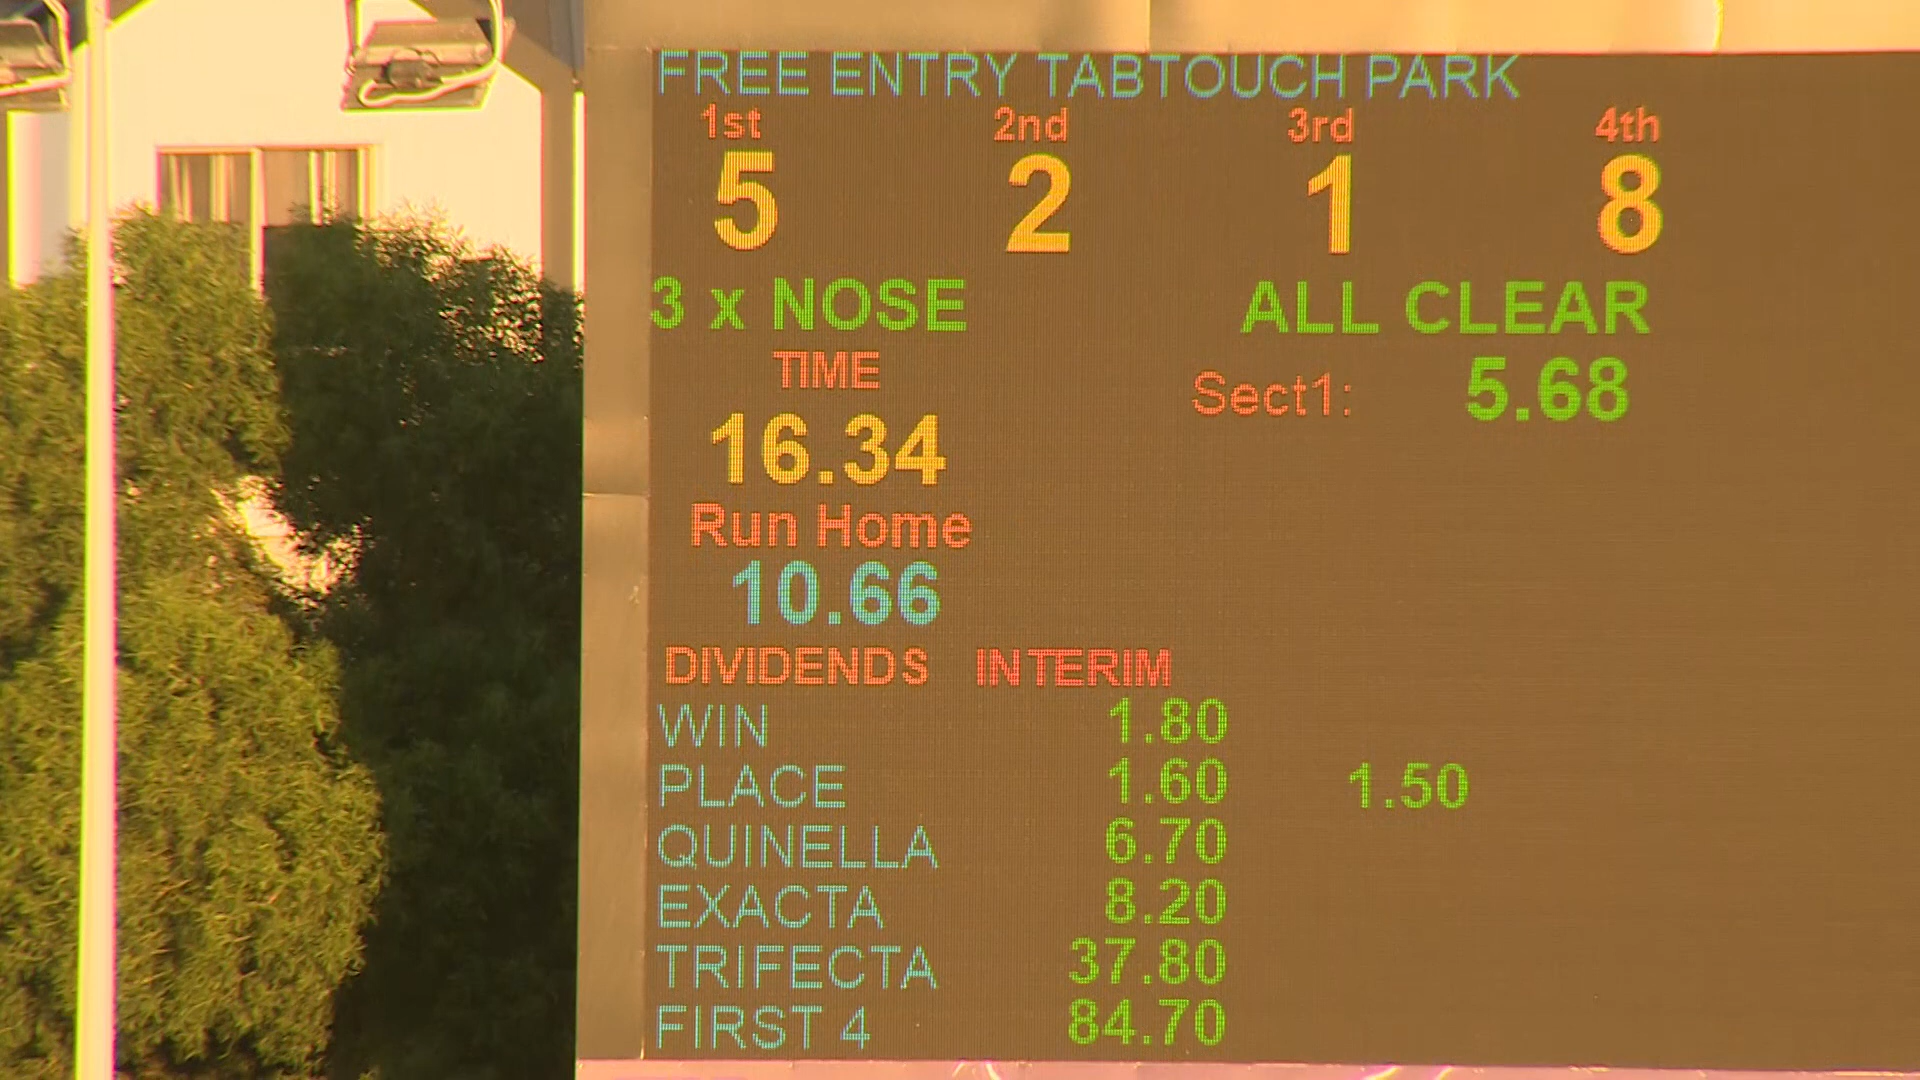 FREE ENTRY TABTOUCH PARK
1st 2nd 3rd 4th
5 2 1 8
3 x NOSE ALL CLEAR
TIME Sect1: 5.68
16.34
Run Home
10.66
DIVIDENDS INTERIM
WIN 1.80
PLACE 1.60 1.50
QUINELLA 6.70
EXACTA 8.20
TRIFECTA 37.80
FIRST 4 84.70